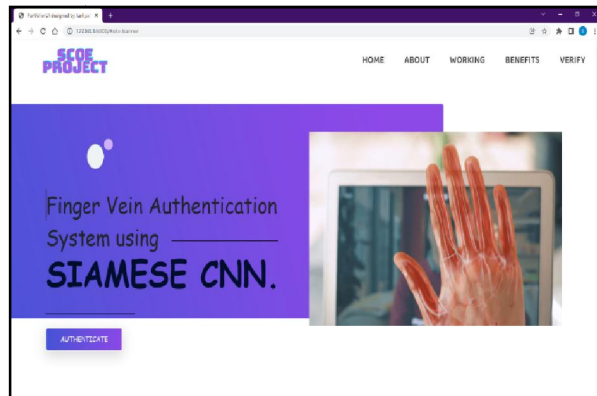 SCOE
PROJECT
HOME ABOUT WORKING BENEFITS VERIFY
Finger Vein Authentication
System using
SIAMESE CNN.
AUTHENTICATE